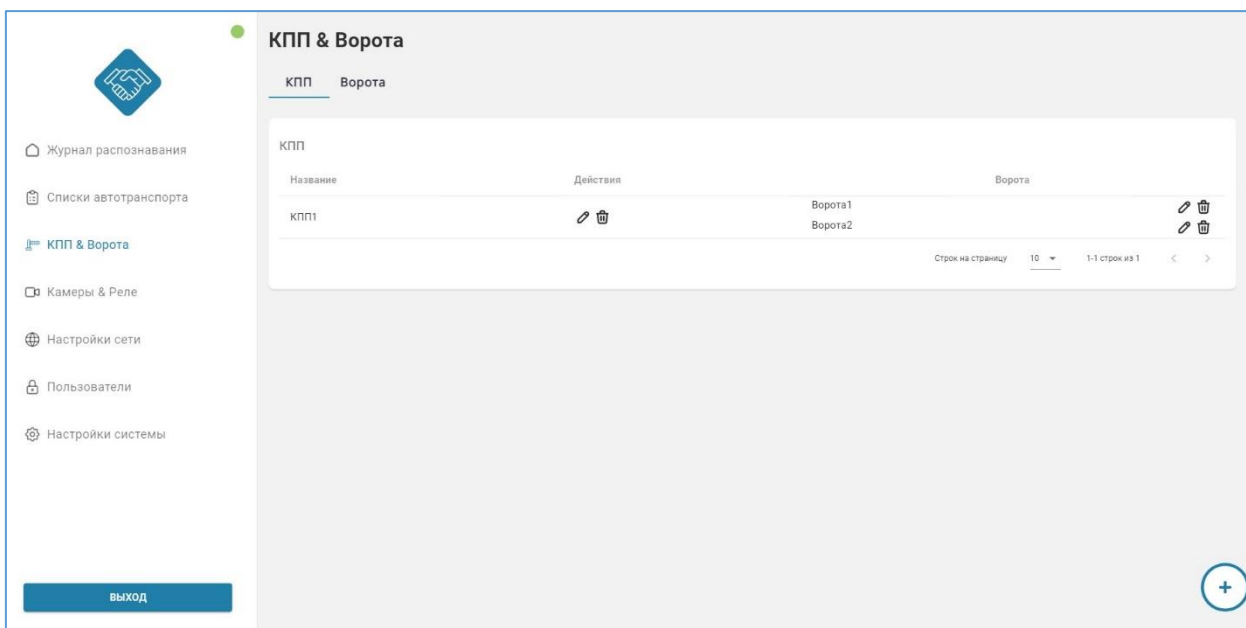 КПП & Ворота
КПП Ворота
Журнал распознавания
Списки автотранспорта
КПП & Ворота
Камеры & Реле
Настройки сети
Пользователи
Настройки системы
ВЫХОД
КПП
Название Действия Ворота
КПП1
Ворота1
Ворота2
Строк на страницу 10 1-1 строк из 1